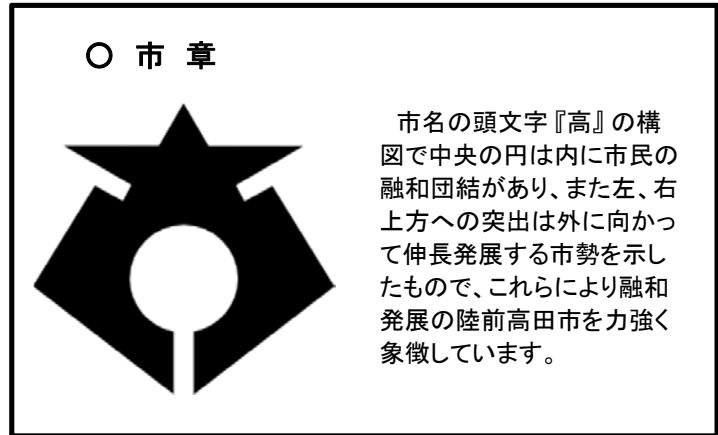 ○ 市 章
市名の頭文字『高』の構
図で中央の円は内に市民の
融和団結があり、また左、右
上方への突出は外に向かっ
て伸長発展する市勢を示し
たもので、これらにより融和
発展の陸前高田市を力強く
象徴しています。